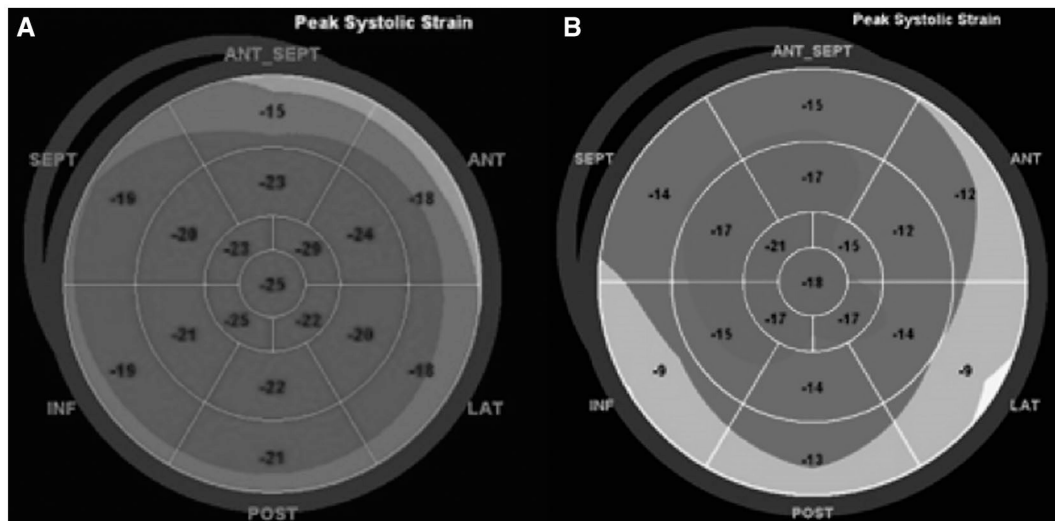 A
Peak Systolic Strain
ANT_SEPT
-15
SEPT
ANT
-23
-19
-18
-20
-24
-23
-29
-25
-25
-22
-21
-20
-19
-18
-22
INF
LAT
-21
POST
B
Peak Systolic Strain
ANT_SEPT
-15
SEPT
ANT
-17
-14
-12
-17
-12
-21
-15
-18
-17
-17
-15
-14
-9
-9
-14
INF
LAT
-13
POST